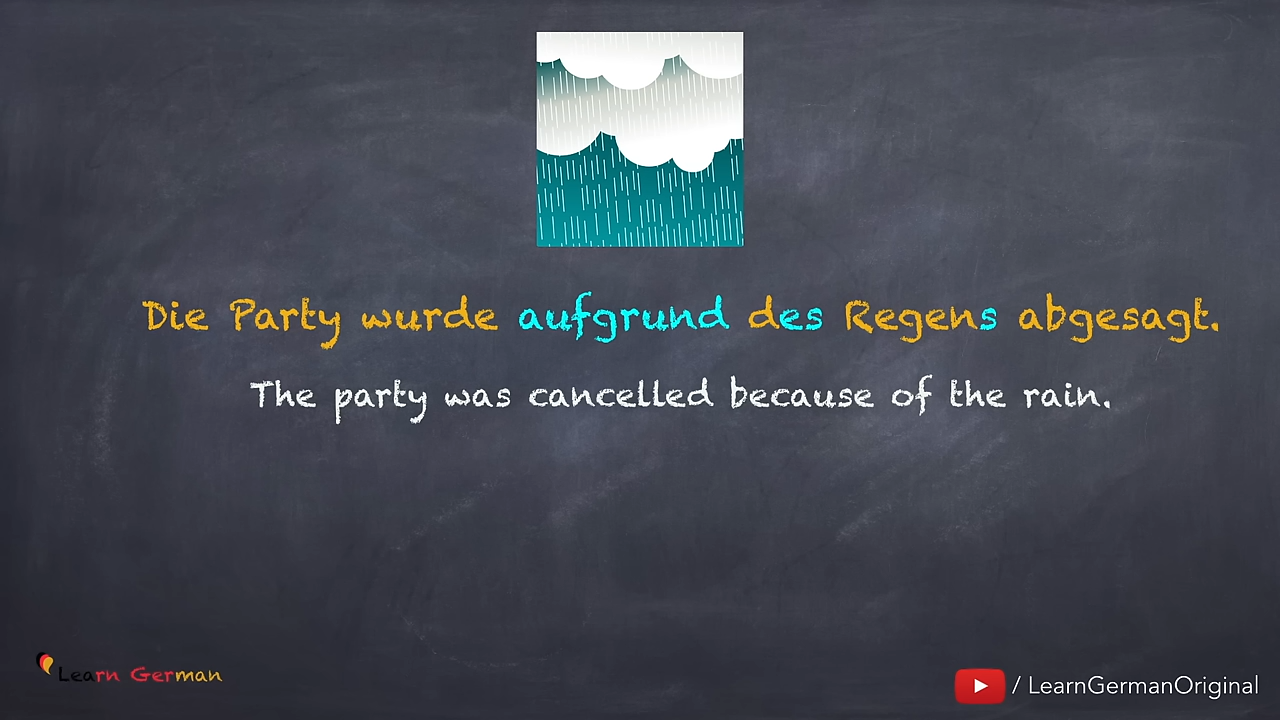 Die Party wurde aufgrund des Regens abgesagt.
The party was cancelled because of the rain.
Learn German
/ LearnGermanOriginal